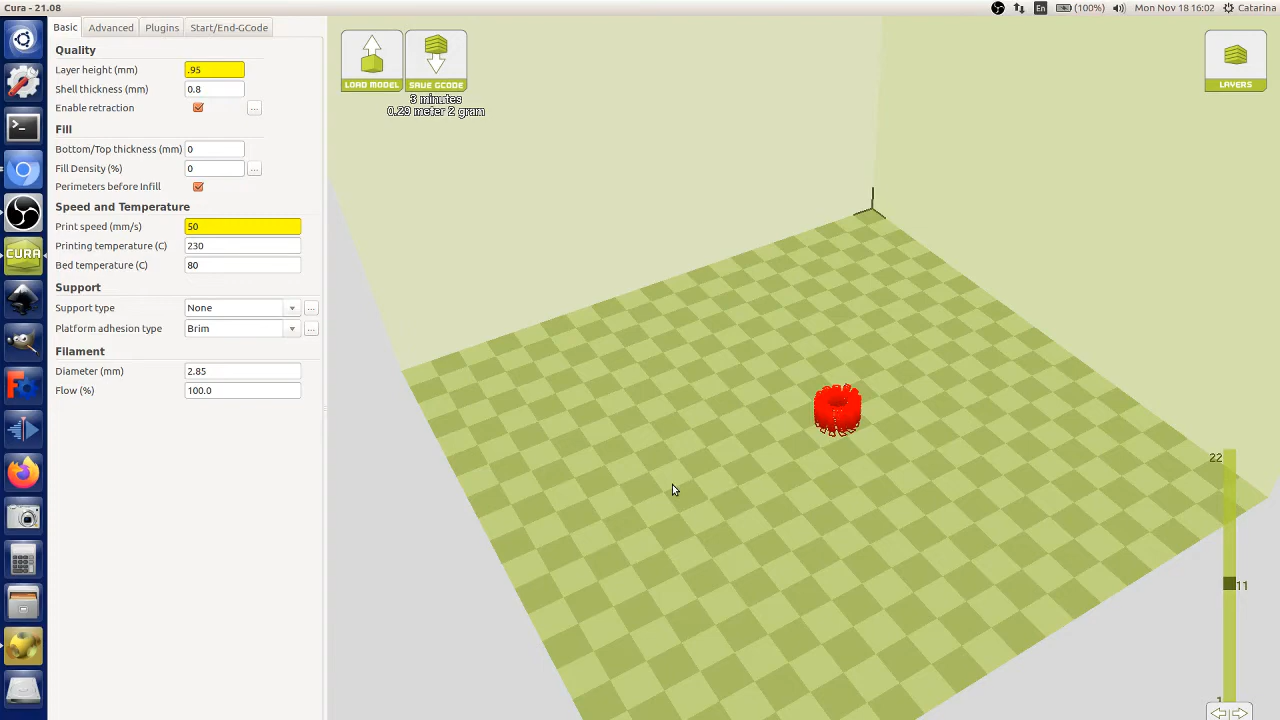 Cura - 21.08
En
(100%)
Mon Nov 18 16:02
Catarina
Basic
Advanced
Plugins
Start/End-GCode
Quality
Layer height (mm)
.95
Shell thickness (mm)
0.8
Enable retraction
...
Fill
Bottom/Top thickness (mm)
0
Fill Density (%)
0
...
Perimeters before Infill
Speed and Temperature
Print speed (mm/s)
50
Printing temperature (C)
230
Bed temperature (C)
80
Support
Support type
None
...
Platform adhesion type
Brim
...
Filament
Diameter (mm)
2.85
Flow (%)
100.0
CURA
LOAD MODEL
SAVE GCODE
3 minutes
0.29 meter 2 gram
LAYERS
22
11
1